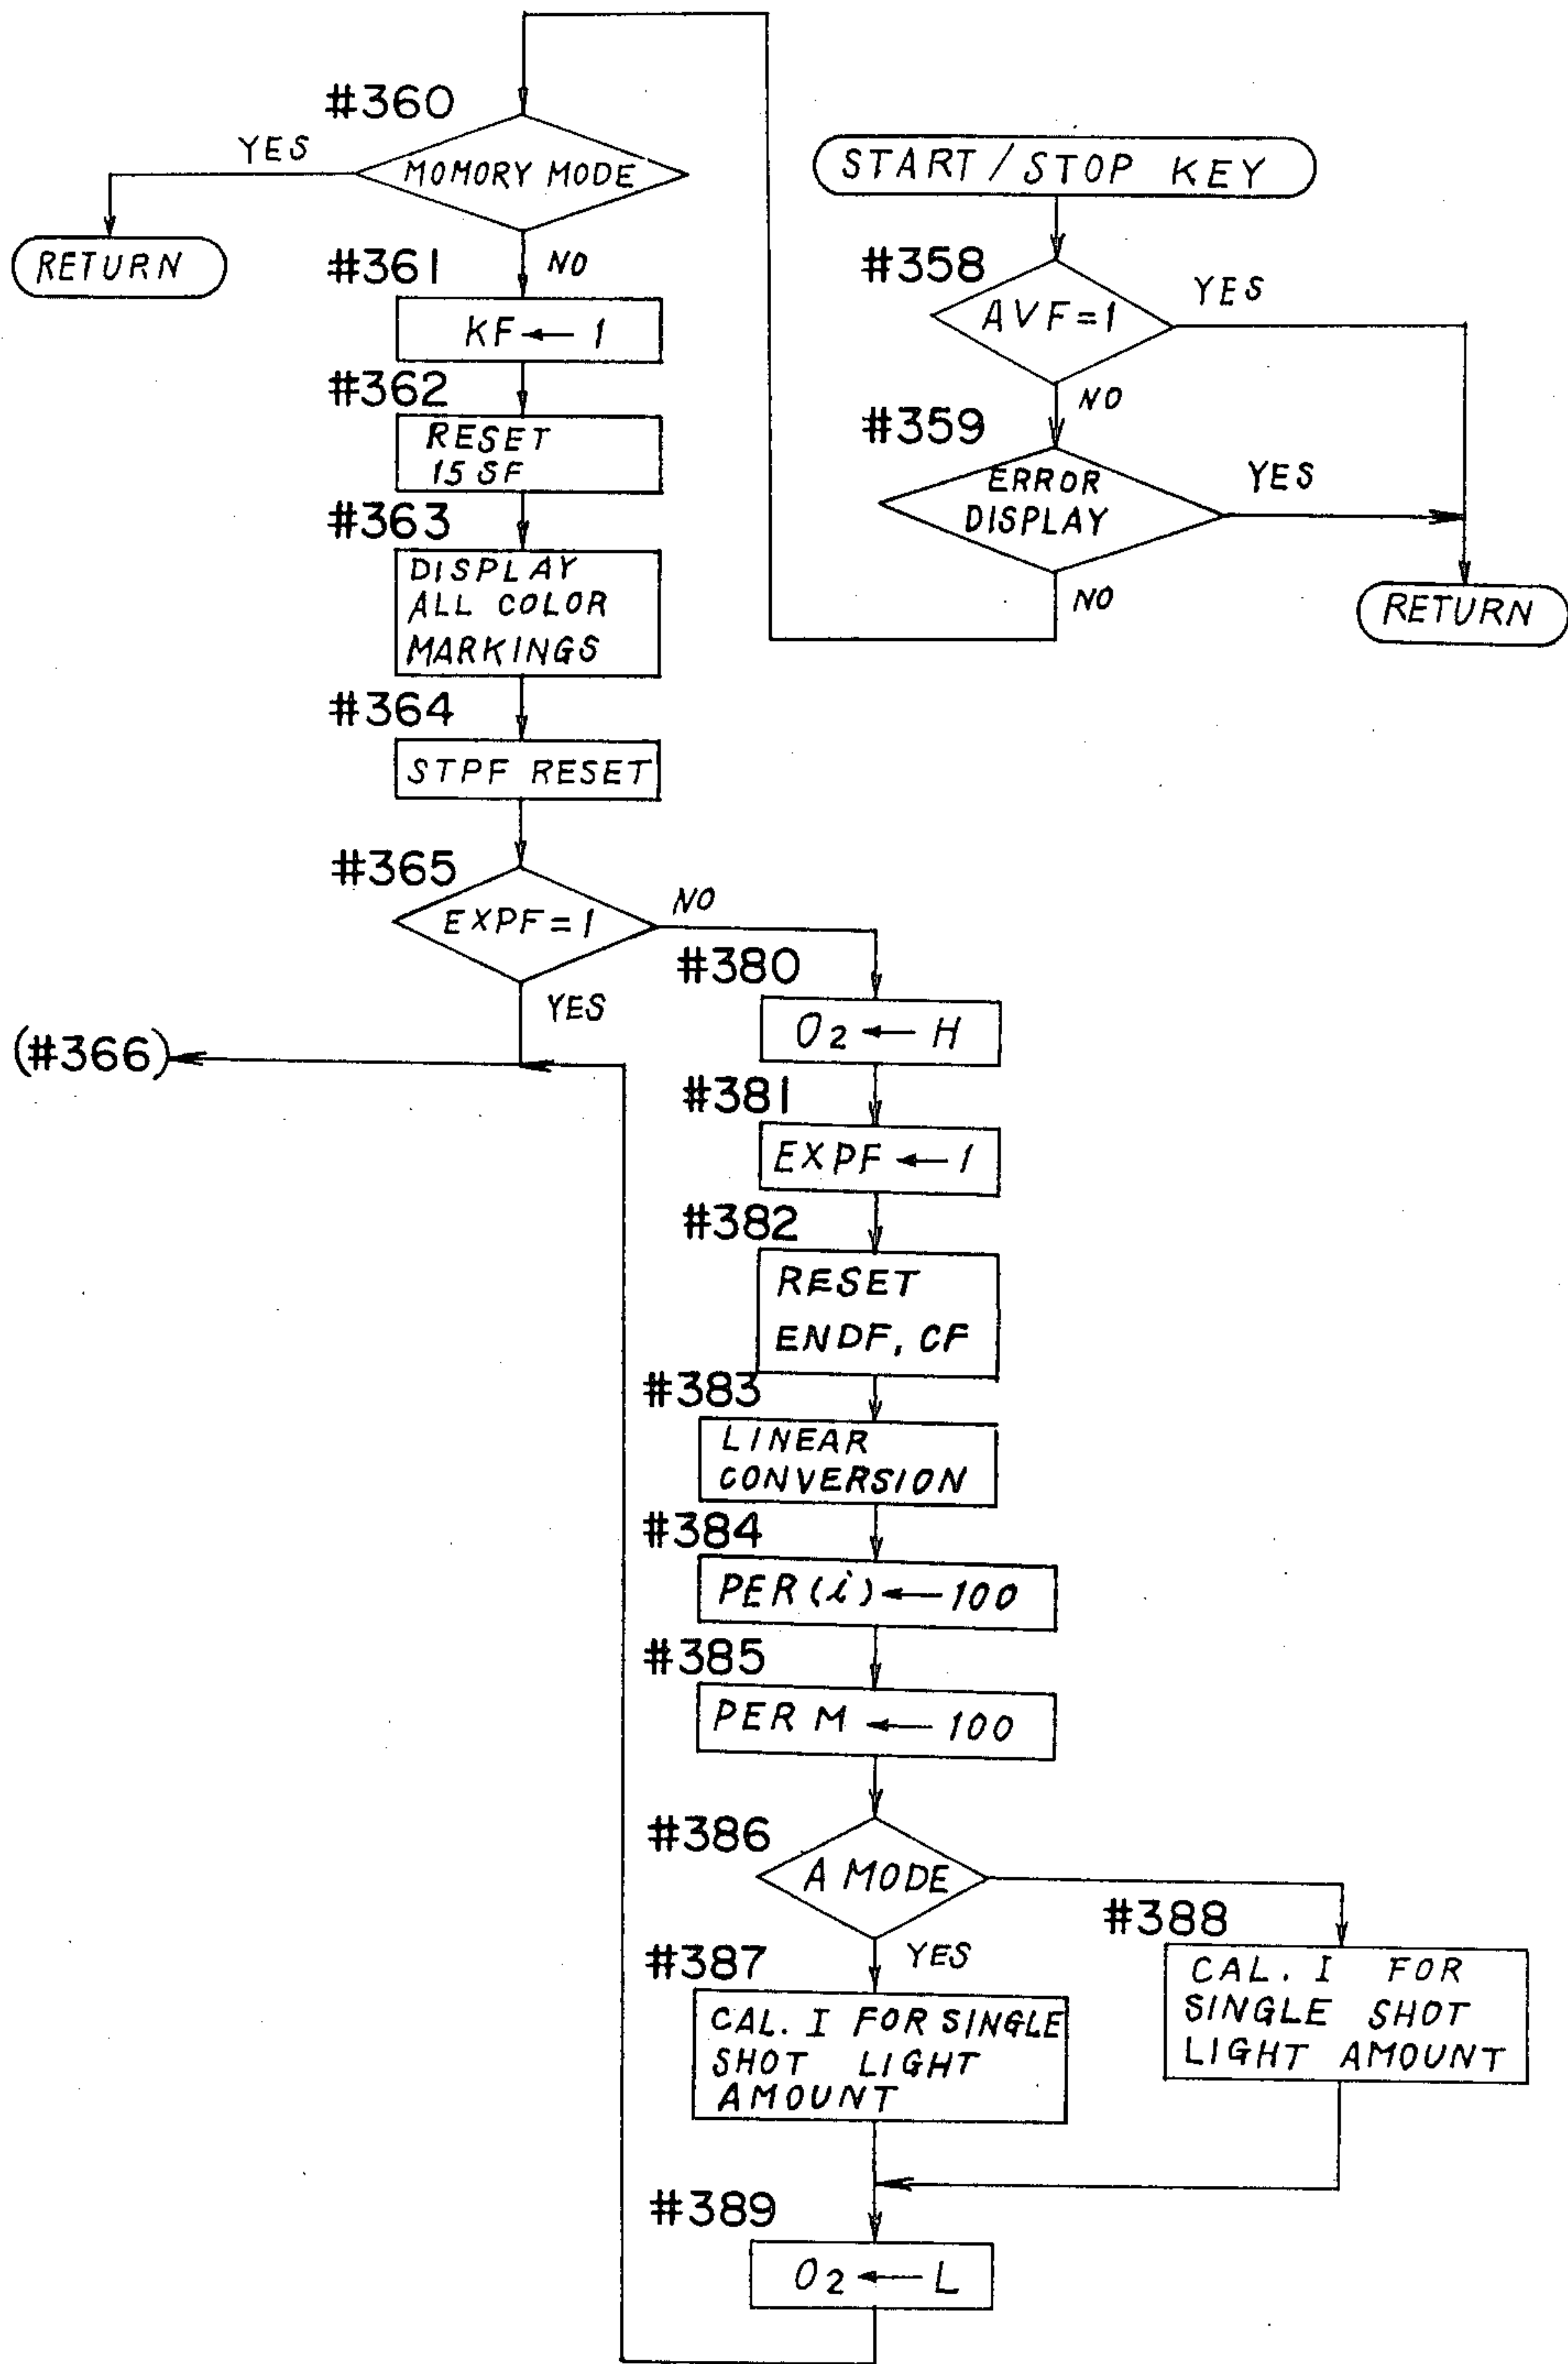 START / STOP KEY
#358
AVF=1
YES
NO
#359
ERROR
DISPLAY
YES
NO
RETURN
#360
MOMORY MODE
YES
RETURN
NO
#361
KF ← 1
#362
RESET
15 SF
#363
DISPLAY
ALL COLOR
MARKINGS
#364
STPF RESET
#365
EXPF=1
NO
YES
(#366)
#380
O2 ← H
#381
EXPF ← 1
#382
RESET
ENDF, CF
#383
LINEAR
CONVERSION
#384
PER(i) ← 100
#385
PER M ← 100
#386
A MODE
YES
#387
CAL. I FOR SINGLE
SHOT LIGHT
AMOUNT
#388
CAL. I FOR
SINGLE SHOT
LIGHT AMOUNT
#389
O2 ← L